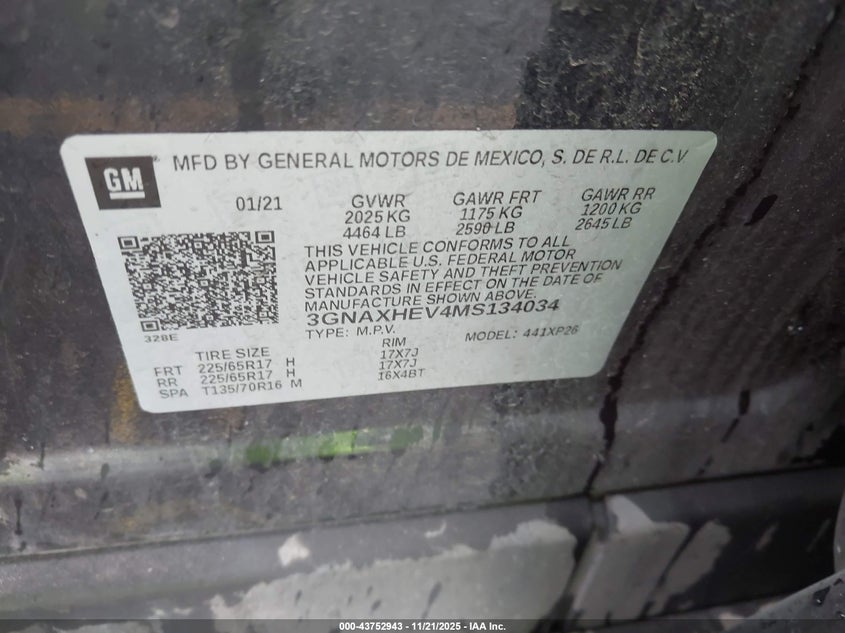 GM
MFD BY GENERAL MOTORS DE MEXICO, S. DE R.L. DE C.V.
01/21 GVWR GAWR FRT GAWR RR
2025 KG 1175 KG 1200 KG
4464 LB 2590 LB 2645 LB
THIS VEHICLE CONFORMS TO ALL
APPLICABLE U.S. FEDERAL MOTOR
VEHICLE SAFETY AND THEFT PREVENTION
STANDARDS IN EFFECT ON THE DATE OF
MANUFACTURE SHOWN ABOVE.
3GNAXHEV4MS134034
328E TYPE: M.P.V. MODEL: 441XP26
TIRE SIZE RIM
FRT 225/65R17 H 17X7J
RR 225/65R17 H 17X7J
SPA T135/70R16 M 16X4BT
000-43752943 - 11/21/2025 - IAA Inc.